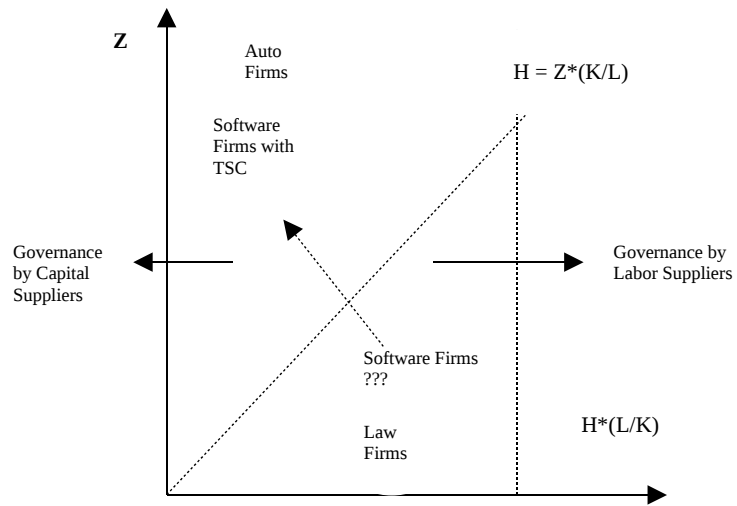 Z
Auto
Firms
H = Z*(K/L)
Software
Firms with
TSC
Governance
by Capital
Suppliers
Governance by
Labor Suppliers
Software Firms
???
Law
Firms
H*(L/K)